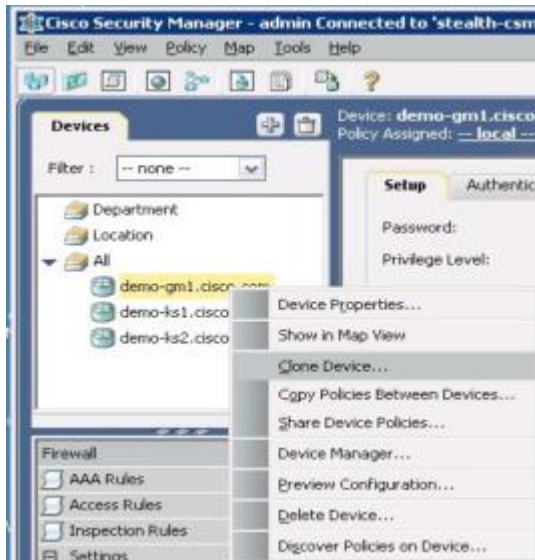 Cisco Security Manager - admin Connected to 'stealth-csm
File Edit View Policy Map Tools Help
Devices
Device: demo-gm1.cisco
Policy Assigned: -- local --
Filter : -- none --
Setup Authentic
Department
Password:
Location
All
Privilege Level:
demo-gm1.cisco.com
demo-ks1.cisco
demo-ks2.cisco
Device Properties...
Show in Map View
Clone Device...
Copy Policies Between Devices...
Share Device Policies...
Device Manager...
Preview Configuration...
Delete Device...
Discover Policies on Device...
Firewall
AAA Rules
Access Rules
Inspection Rules
Settings